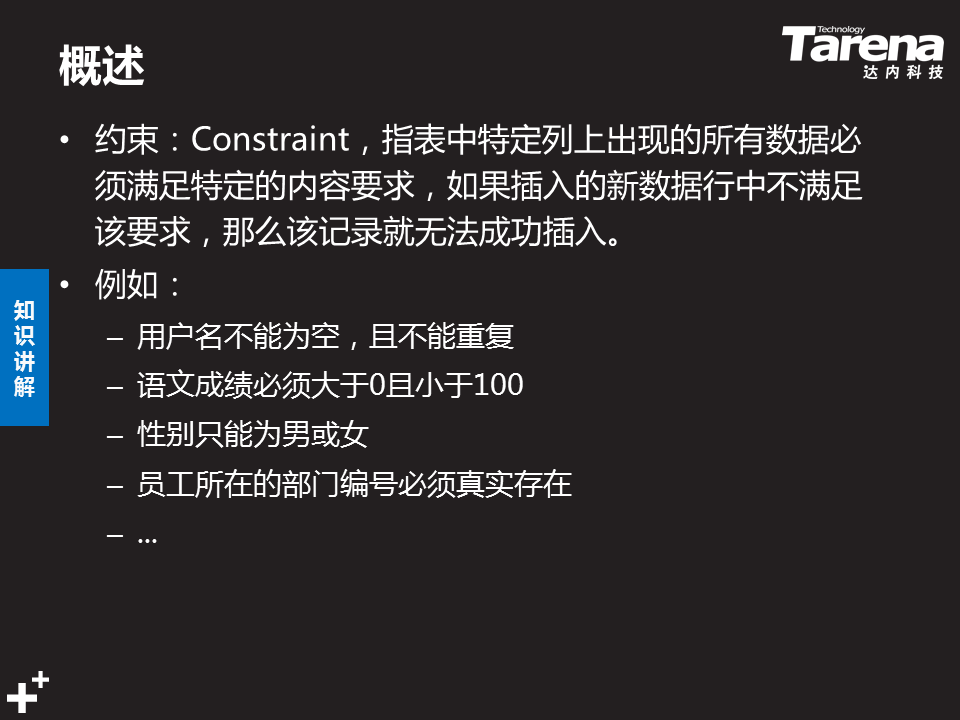 概述
Technology
Tarena
达内科技
• 约束：Constraint，指表中特定列上出现的所有数据必
须满足特定的内容要求，如果插入的新数据行中不满足
该要求，那么该记录就无法成功插入。
• 例如：
– 用户名不能为空，且不能重复
– 语文成绩必须大于0且小于100
– 性别只能为男或女
– 员工所在的部门编号必须真实存在
– ...
知
识
讲
解